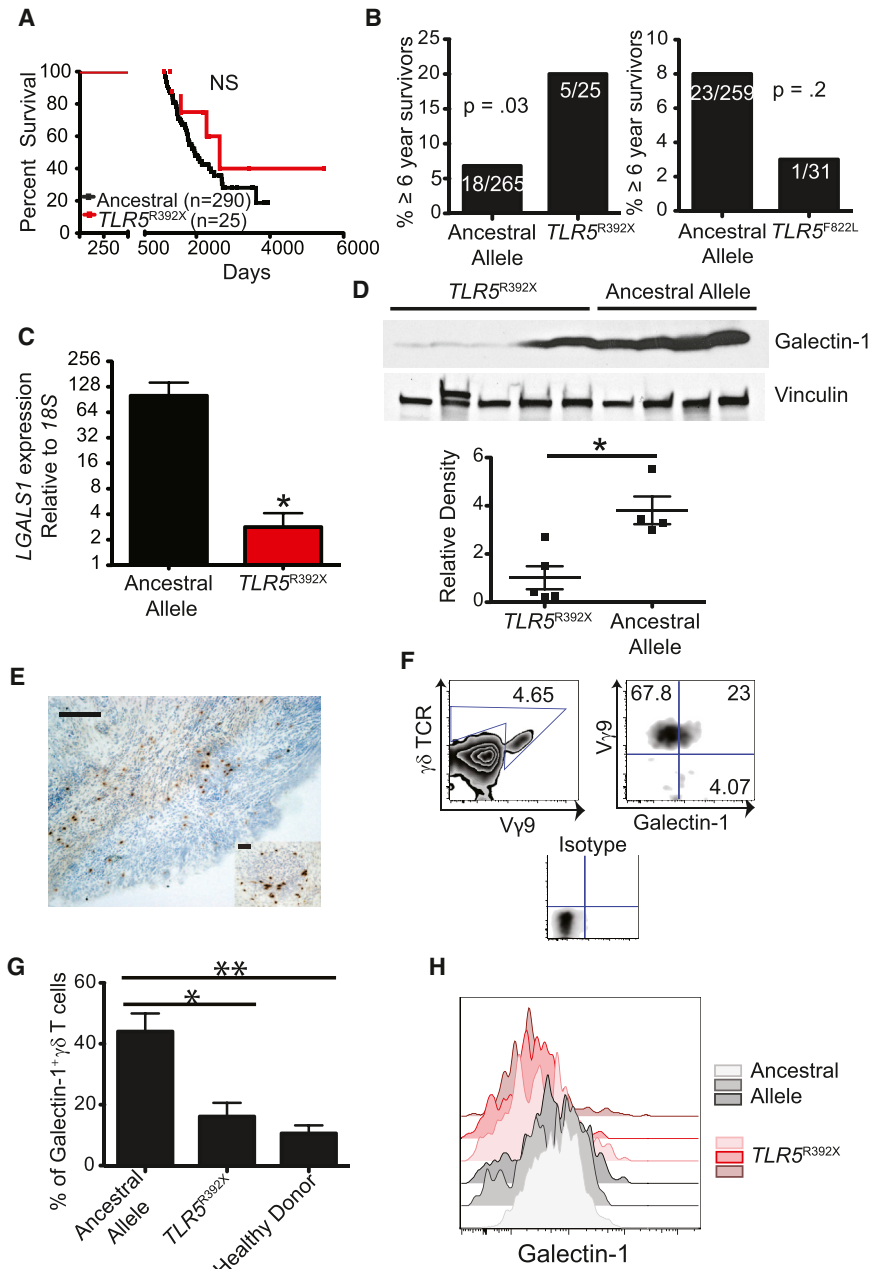 A
Percent Survival
100
80
60
40
20
0
NS
Ancestral (n=290)
TLR5R392X (n=25)
250 500 2000 4000 6000
Days
B
% ≥ 6 year survivors
25
20
15
10
5
0
p = .03
18/265
5/25
Ancestral Allele
TLR5R392X
% ≥ 6 year survivors
10
8
6
4
2
0
23/259
p = .2
1/31
Ancestral Allele
TLR5F822L
C
LGALS1 expression
Relative to 18S
256
128
64
32
16
8
4
2
1
*
Ancestral Allele
TLR5R392X
D
TLR5R392X
Ancestral Allele
Galectin-1
Vinculin
Relative Density
6
4
2
0
*
TLR5R392X
Ancestral Allele
E
F
4.65
γδ TCR
Vγ9
67.8
23
4.07
Vγ9
Galectin-1
Isotype
G
% of Galectin-1+γδ T cells
60
40
20
0
**
*
Ancestral Allele
TLR5R392X
Healthy Donor
H
Galectin-1
Ancestral
Allele
TLR5R392X